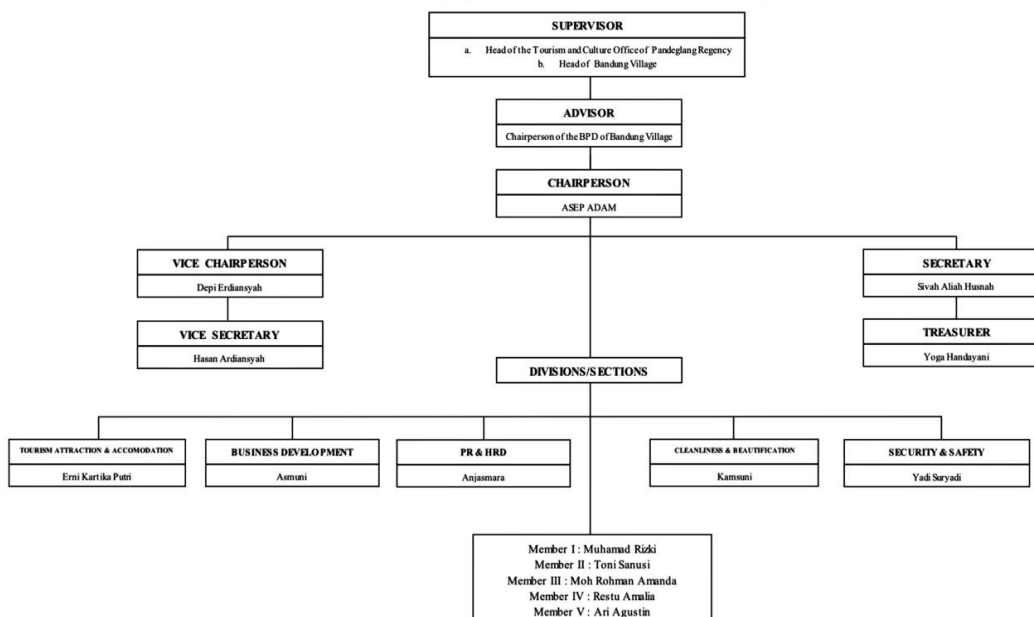 SUPERVISOR
a. Head of the Tourism and Culture Office of Pandeglang Regency
b. Head of Bandung Village
ADVISOR
Chairperson of the BPD of Bandung Village
CHAIRPERSON
ASEP ADAM
VICE CHAIRPERSON
Depi Erdiansyah
SECRETARY
Sivah Aliah Husnah
VICE SECRETARY
Hasan Ardiansyah
TREASURER
Yoga Handayani
DIVISIONS/SECTIONS
TOURISM ATTRACTION & ACCOMODATION
Erni Kartika Putri
BUSINESS DEVELOPMENT
Asmuni
PR & HRD
Anjasmara
CLEANLINESS & BEAUTIFICATION
Kamsuni
SECURITY & SAFETY
Yadi Suryadi
Member I : Muhamad Rizki
Member II : Toni Sanusi
Member III : Moh Rohman Amanda
Member IV : Restu Amalia
Member V : Ari Agustin